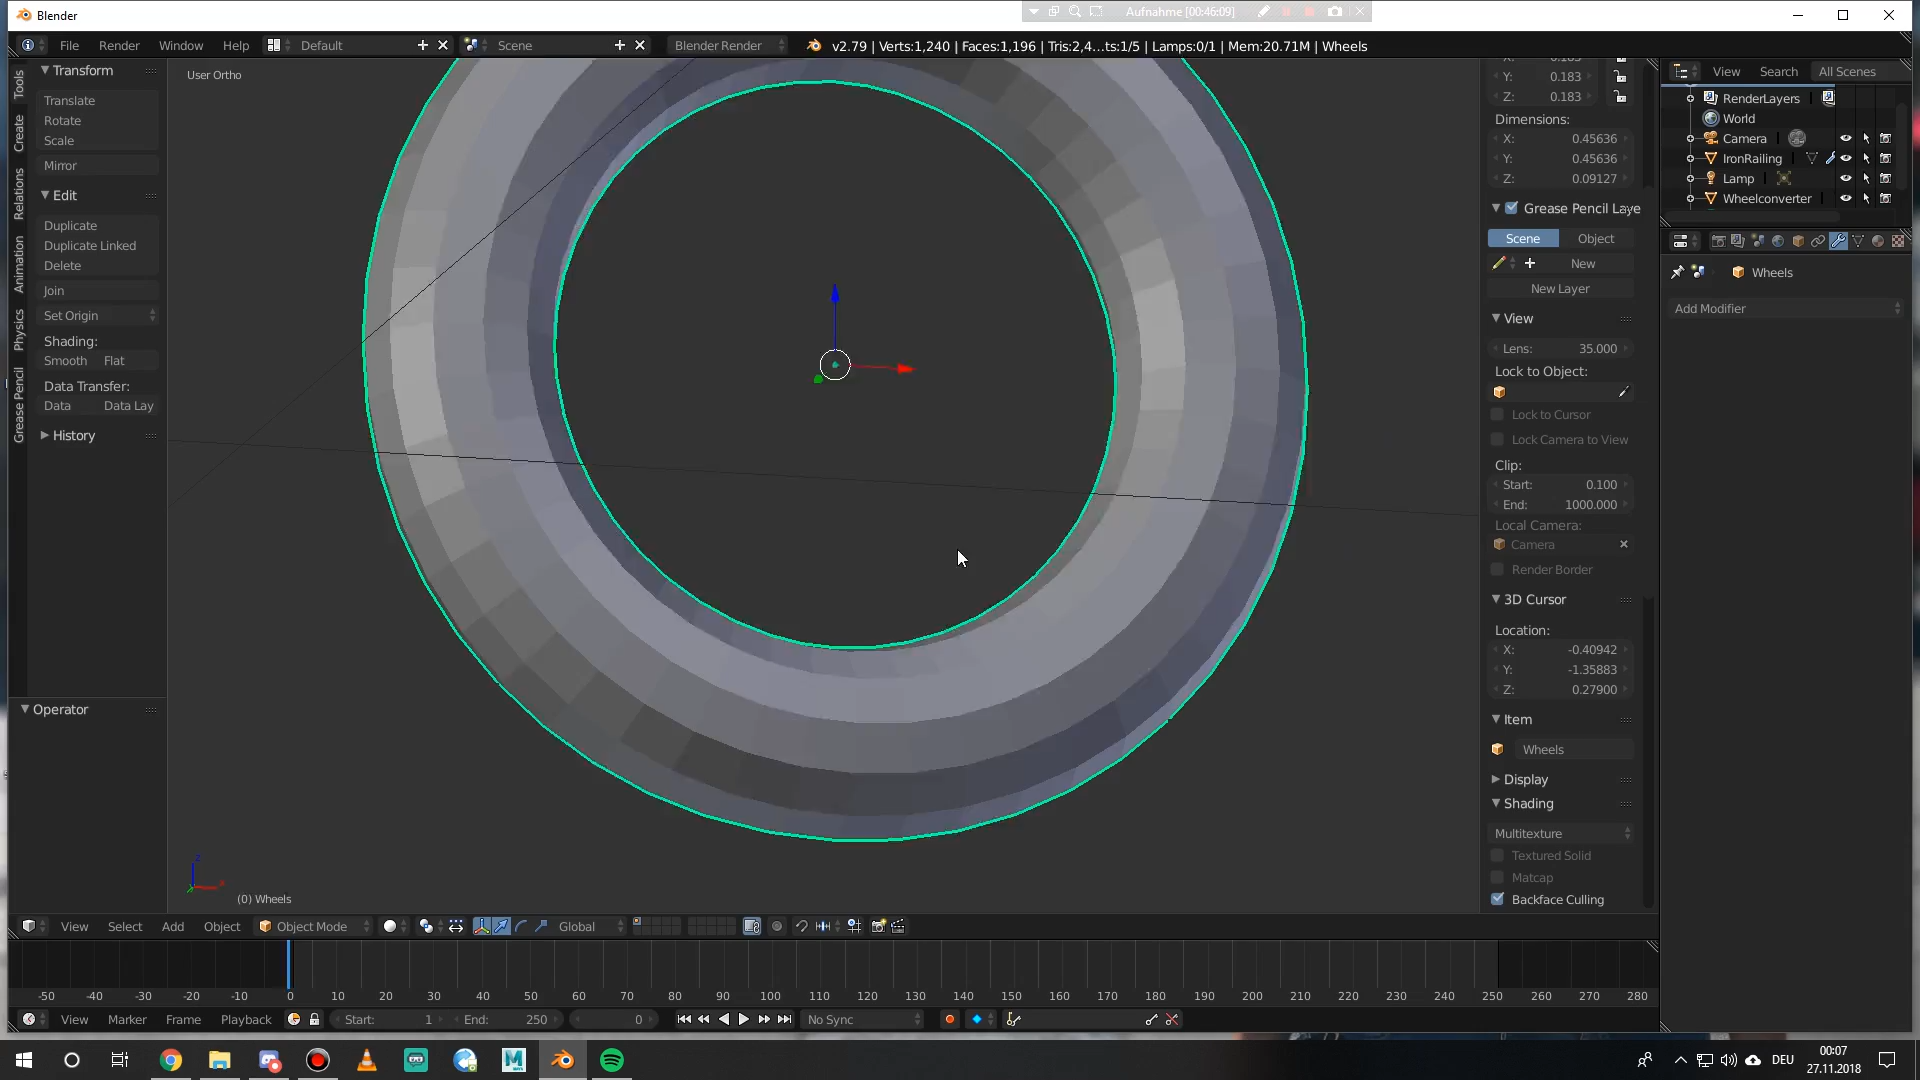 Blender
Aufnahme [00:46:09]
File Render Window Help Default Scene Blender Render v2.79 | Verts:1,240 | Faces:1,196 | Tris:2,4...ts:1/5 | Lamps:0/1 | Mem:20.71M | Wheels
Tools
Create
Relations
Animation
Physics
Grease Pencil
Transform
Translate
Rotate
Scale
Mirror
Edit
Duplicate
Duplicate Linked
Delete
Join
Set Origin
Shading:
Smooth Flat
Data Transfer:
Data Data Lay
History
Operator
User Ortho
(0) Wheels
Y: 0.183
Z: 0.183
Dimensions:
X: 0.45636
Y: 0.45636
Z: 0.09127
Grease Pencil Laye
Scene Object
New
New Layer
View
Lens: 35.000
Lock to Object:
Lock to Cursor
Lock Camera to View
Clip:
Start: 0.100
End: 1000.000
Local Camera:
Camera
Render Border
3D Cursor
Location:
X: -0.40942
Y: -1.35883
Z: 0.27900
Item
Wheels
Display
Shading
Multitexture
Textured Solid
Matcap
Backface Culling
View Search All Scenes
RenderLayers
World
Camera
IronRailing
Lamp
Wheelconverter
Wheels
Add Modifier
View Select Add Object Object Mode Global
-50 -40 -30 -20 -10 0 10 20 30 40 50 60 70 80 90 100 110 120 130 140 150 160 170 180 190 200 210 220 230 240 250 260 270 280
View Marker Frame Playback Start: 1 End: 250 0 No Sync
DEU
00:07
27.11.2018